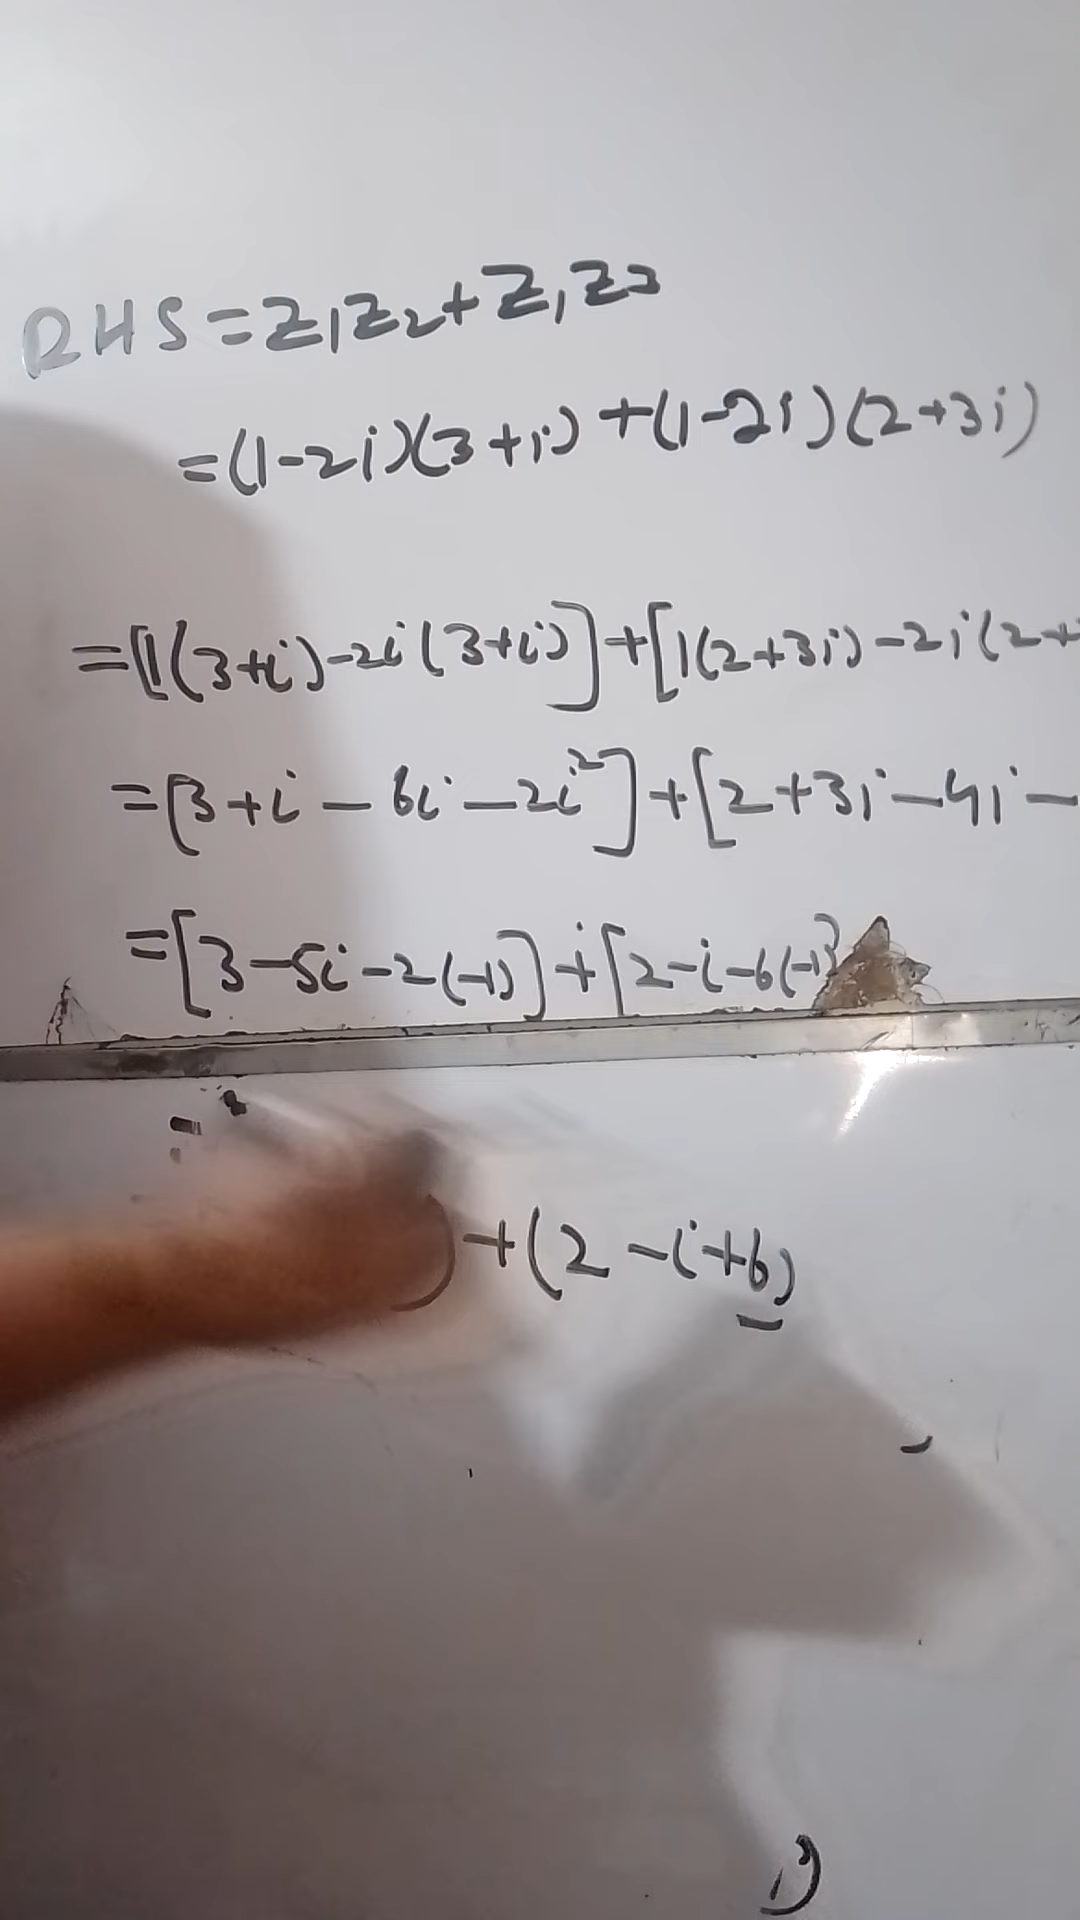 RHS = z₁z₂ + z₁z₃
= (1-2i)(3+i) + (1-2i)(2+3i)
= [1(3+i) -2i(3+i)] + [1(2+3i) -2i(2+
= [3+i - 6i - 2i²] + [2+3i - 4i -
= [3-5i-2(-1)] + [2-i-6(-1)
=
) + (2 - i + 6)